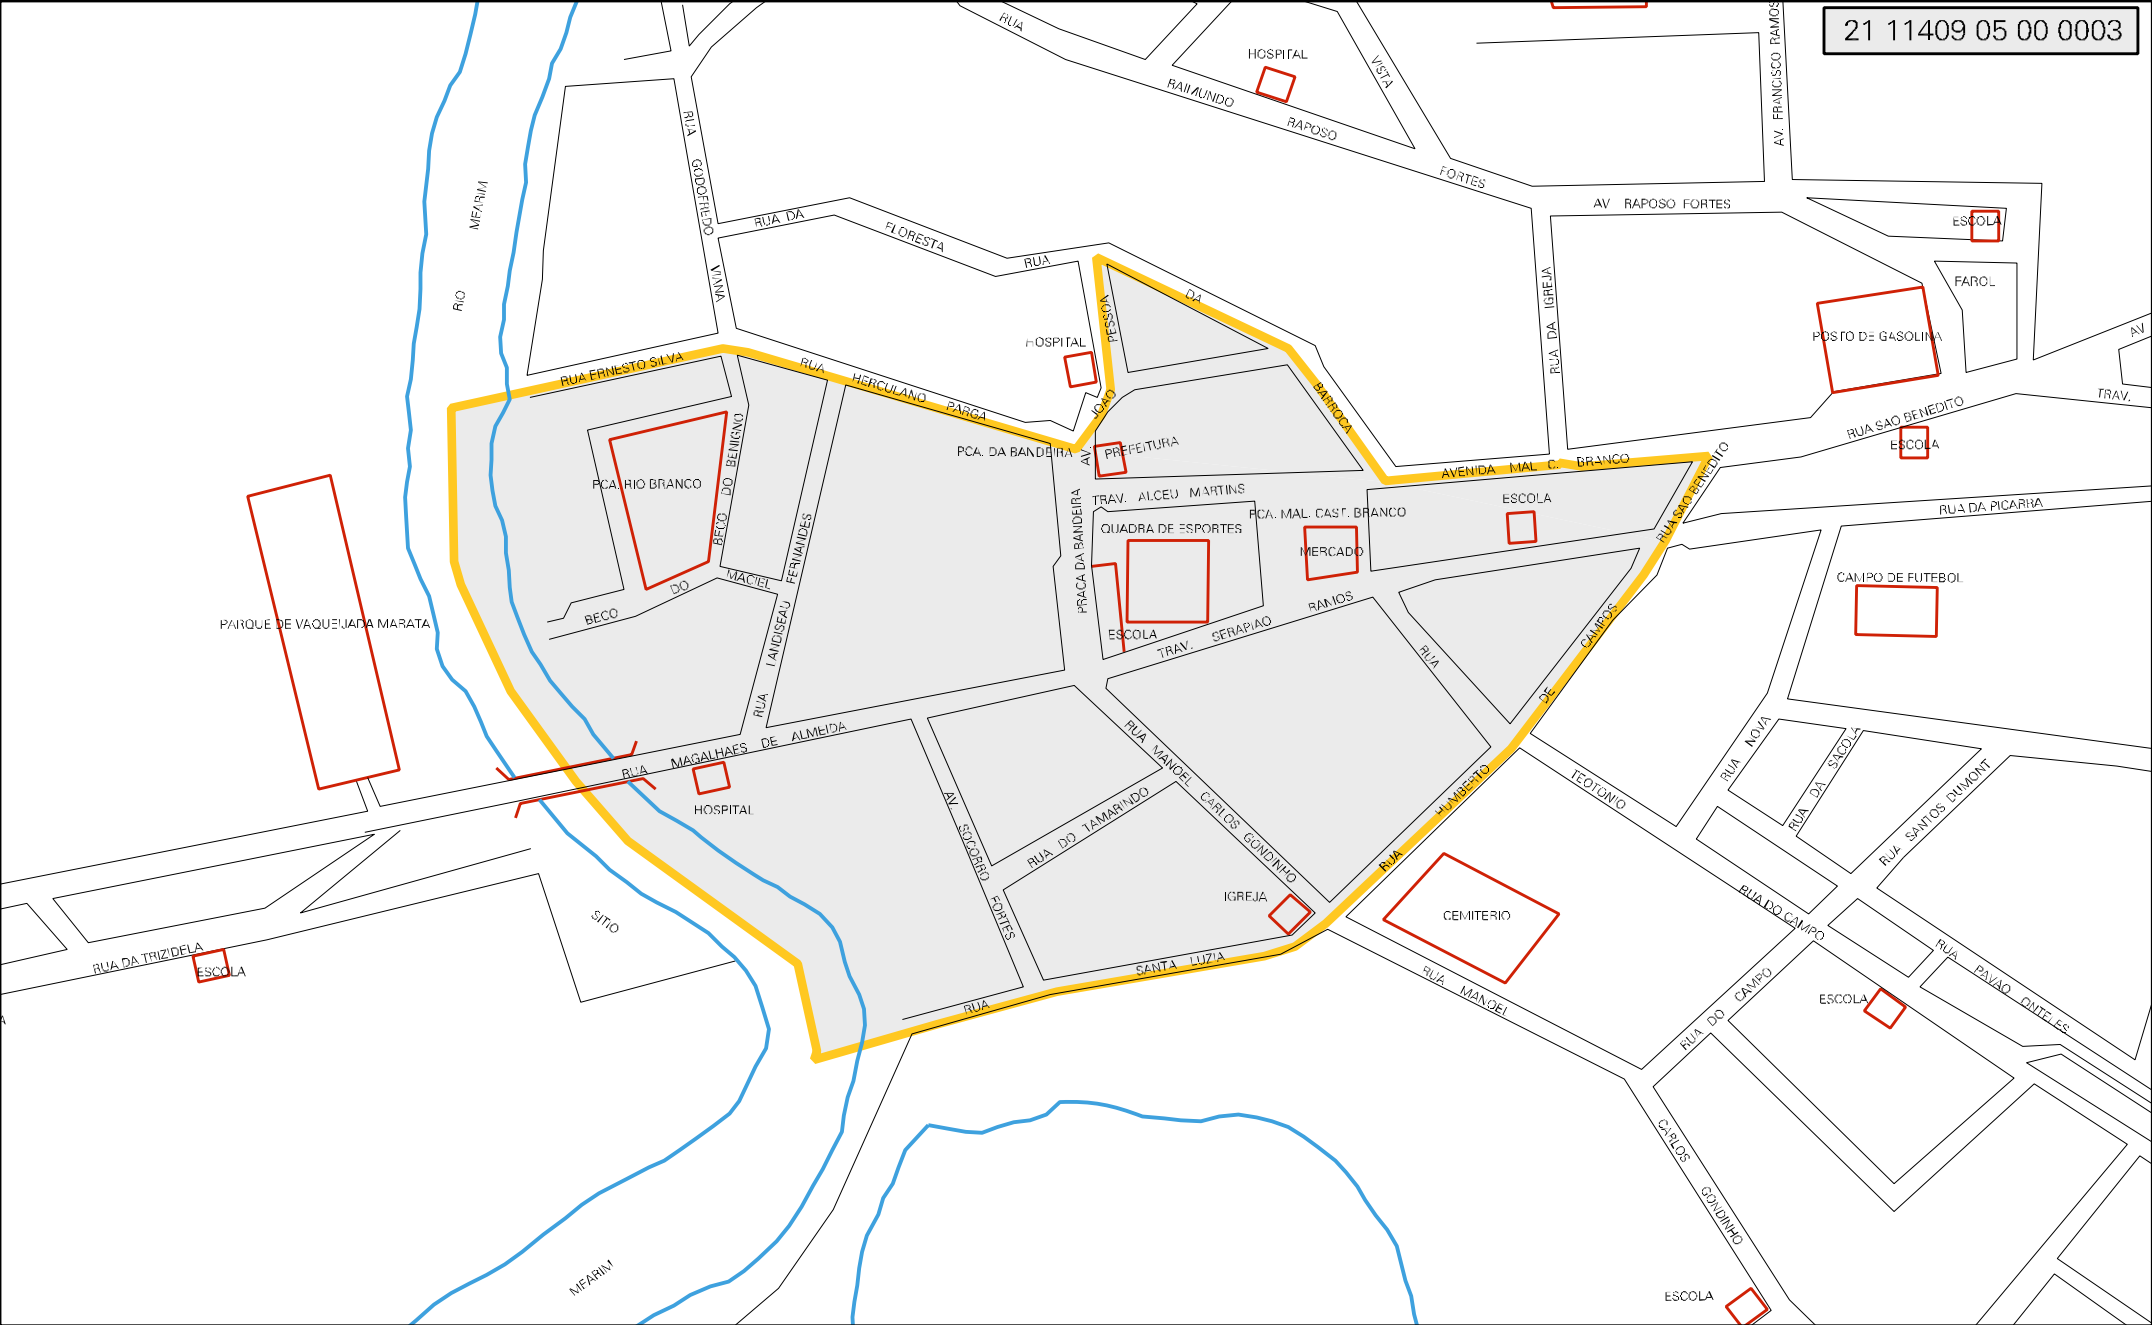 21 11409 05 00 0003
RUA
HOSPITAL
VISTA
AV. FRANCISCO RAMOS
RAIMUNDO
RAPOSO
FORTES
RUA
GODOFREDO
VIANA
RIO
MEARIM
RUA DA
FLORESTA
RUA
DA
BARROCA
AV RAPOSO FORTES
ESCOLA
FAROL
POSTO DE GASOLINA
AV
TRAV.
RUA DA IGREJA
RUA SAO BENEDITO
ESCOLA
HOSPITAL
AV.
JOAO
PESSOA
RUA ERNESTO SILVA
RUA
HERCULANO
PARGA
PCA. DA BANDEIRA
PREFEITURA
AVENIDA MAL C. BRANCO
RUA SAO BENEDITO
PCA. RIO BRANCO
BECO DO BENIGNO
TRAV. ALCEU MARTINS
PCA. MAL. CAST. BRANCO
ESCOLA
QUADRA DE ESPORTES
MERCADO
RUA DA PICARRA
CAMPO DE FUTEBOL
PARQUE DE VAQUEIJADA MARATA
BECO
DO
MACIEL
RUA
LANDISEAU
FERNANDES
PRACA DA BANDEIRA
ESCOLA
TRAV.
SERAPIAO
RAMOS
RUA
RUA
HUMBERTO
DE
CAMPOS
RUA
MAGALHAES DE ALMEIDA
HOSPITAL
AV.
SOCORRO
FORTES
RUA DO TAMARINDO
RUA MANOEL CARLOS GONDINHO
IGREJA
CEMITERIO
TEOTONIO
RUA NOVA
RUA DA SACOLA
RUA SANTOS DUMONT
RUA DO CAMPO
RUA DA TRIZIDELA
ESCOLA
SITIO
RUA
SANTA LUZIA
RUA MANOEL
CARLOS
GONDINHO
RUA DO CAMPO
ESCOLA
RUA
PAVAO
ONTELES
MEARIM
ESCOLA